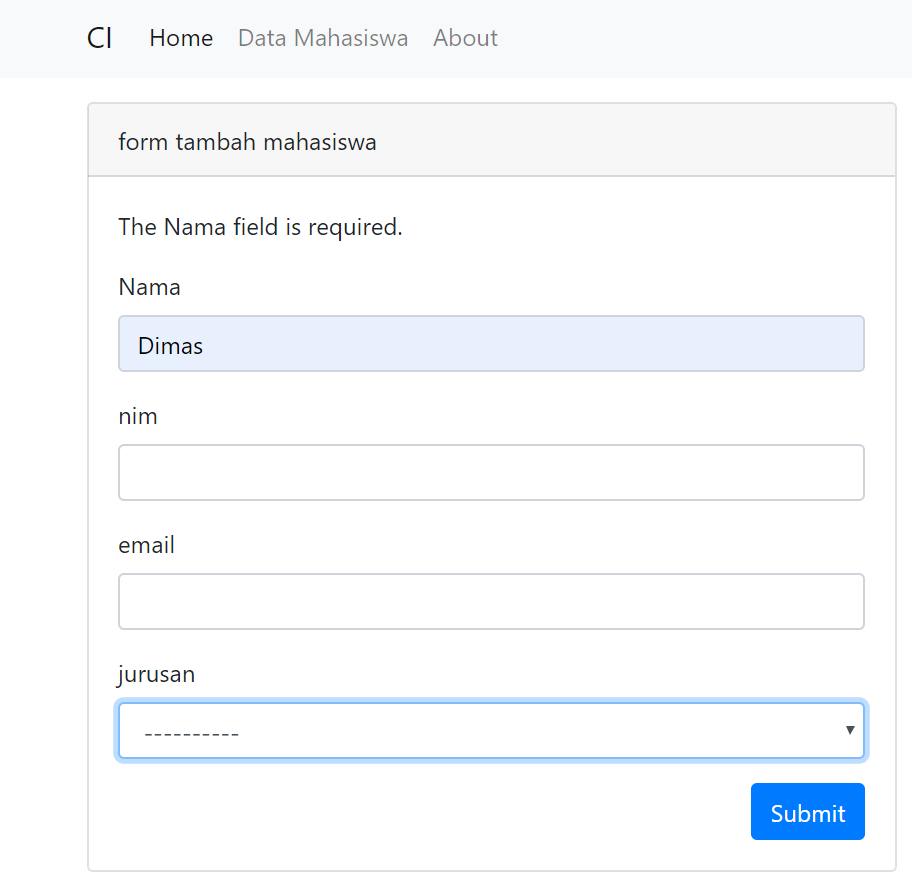 CI Home Data Mahasiswa About
form tambah mahasiswa
The Nama field is required.
Nama
Dimas
nim
email
jurusan
----------
Submit